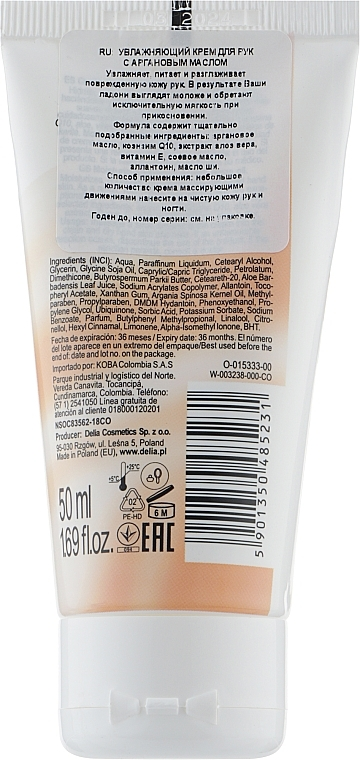 RU: УВЛАЖНЯЮЩИЙ КРЕМ ДЛЯ РУК
С АРГАНОВЫМ МАСЛОМ
Увлажняет, питает и разглаживает
поврежденную кожу рук. В результате Ваши
ладони выглядят моложе и обретают
исключительную мягкость при
прикосновении.
Формула содержит тщательно
подобранные ингредиенты: аргановое
масло, коэнзим Q10, экстракт алоэ вера,
витамин Е, соевое масло,
аллантоин, масло ши.
Способ применения: небольшое
количество крема массирующими
движениями нанесите на чистую кожу рук и
ногти.
Годен до, номер серии: см. на упаковке.
Ingredients (INCI): Aqua, Paraffinum Liquidum, Cetearyl Alcohol,
Glycerin, Glycine Soja Oil, Caprylic/Capric Triglyceride, Petrolatum,
Dimethicone, Butyrospermum Parkii Butter, Ceteareth-20, Aloe Bar-
badensis Leaf Juice, Sodium Acrylates Copolymer, Allantoin, Toco-
pheryl Acetate, Xanthan Gum, Argania Spinosa Kernel Oil, Methyl-
paraben, Propylparaben, DMDM Hydantoin, Phenoxyethanol, Pro-
pylene Glycol, Ubiquinone, Sorbic Acid, Potassium Sorbate, Sodium
Benzoate, Parfum, Butylphenyl Methylpropional, Linalool, Citro-
nellol, Hexyl Cinnamal, Limonene, Alpha-Isomethyl Ionone, BHT.
Fecha de expiración: 36 meses / Expiry date: 36 months. El número
del lote aparece en un extremo del empaque/Best used before the
end of: date and lot no. on the package.
Importado por: KOBA Colombia S.A.S
Parque industrial y logístico del Norte.
Vereda Canavita, Tocancipá,
Cundinamarca, Colombia. Teléfono:
(57 1) 2541050 Línea gratuita de
atención al cliente 018000120201
NSOC83562-18CO
Producer: Delia Cosmetics Sp. z o.o.
95-030 Rzgów, ul. Leśna 5, Poland
Made in Poland (EU), www.delia.pl
O-015333-00
W-003238-000-CO
5 901350 485231
+5°C
+25°C
50 ml
1.69 fl.oz.
02
PE-HD
094
EAC
6 M